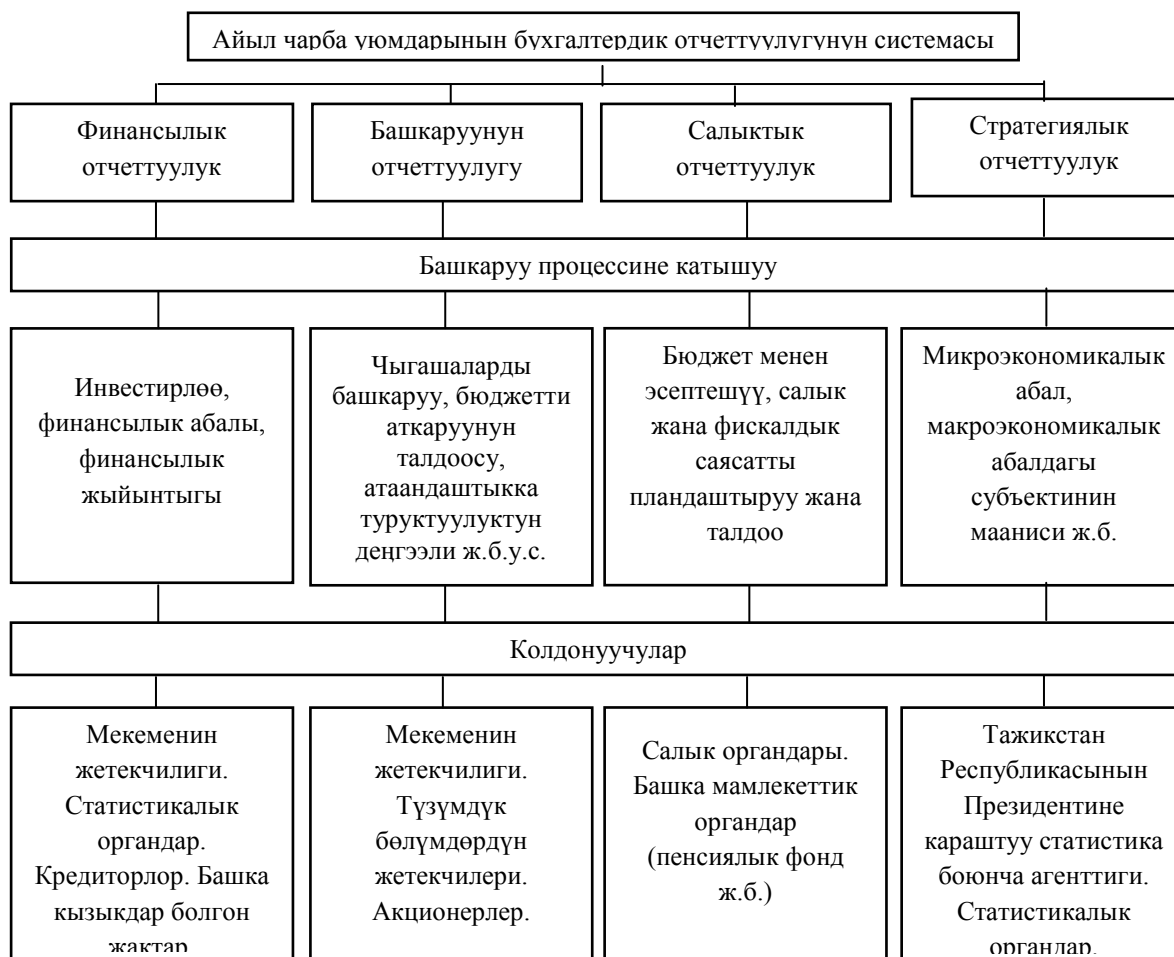 Айыл чарба уюмдарынын бухгалтердик отчеттуулугунун системасы
Финансылык
отчеттуулук
Башкаруунун
отчеттуулугу
Салыктык
отчеттуулук
Стратегиялык
отчеттуулук
Башкаруу процессине катышуу
Инвестирлөө,
финансылык абалы,
финансылык
жыйынтыгы
Чыгашаларды
башкаруу, бюджетти
аткаруунун
талдоосу,
атаандаштыкка
туруктуулуктун
деңгээли ж.б.у.с.
Бюджет менен
эсептешүү, салык
жана фискалдык
саясатты
пландаштыруу жана
талдоо
Микроэкономикалык
абал,
макроэкономикалык
абалдагы
субъектинин
мааниси ж.б.
Колдонуучулар
Мекеменин
жетекчилиги.
Статистикалык
органдар.
Кредиторлор. Башка
кызыкдар болгон
жактар
Мекеменин
жетекчилиги.
Түзүмдүк
бөлүмдөрдүн
жетекчилери.
Акционерлер.
Салык органдары.
Башка мамлекеттик
органдар
(пенсиялык фонд
ж.б.)
Тажикстан
Республикасынын
Президентине
караштуу статистика
боюнча агенттиги.
Статистикалык
органдар.